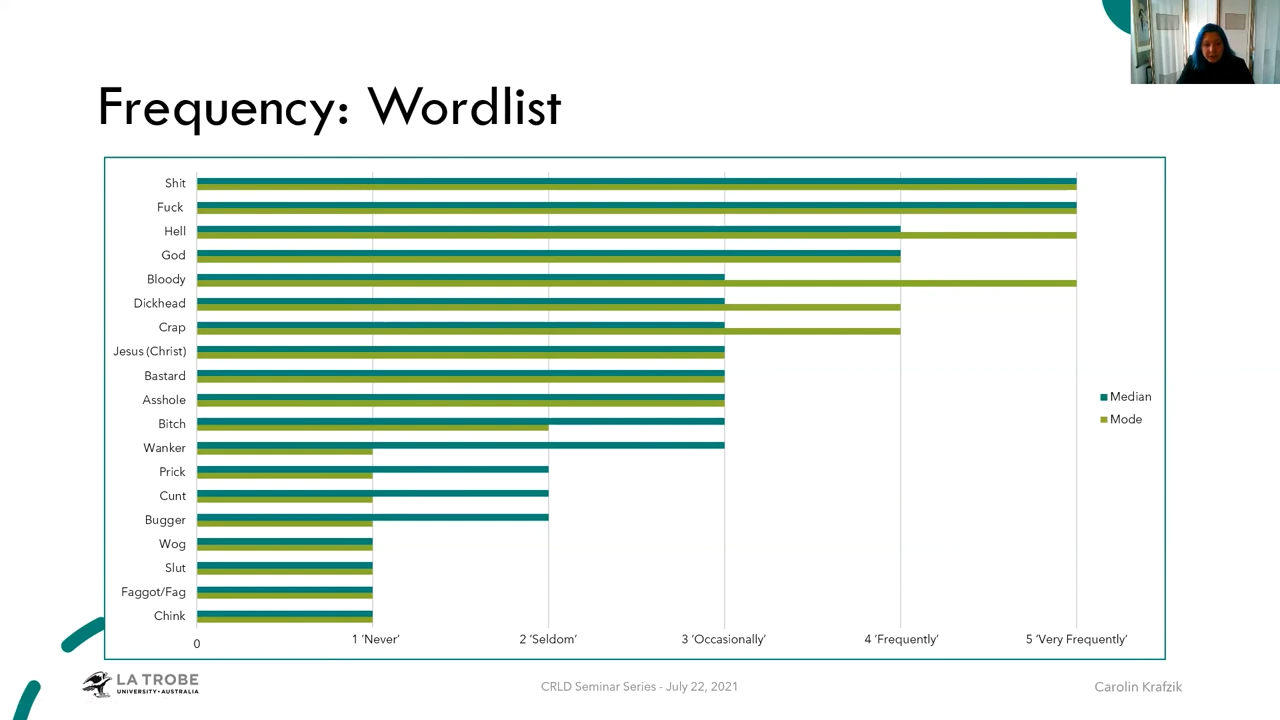 Frequency: Wordlist
Shit
Fuck
Hell
God
Bloody
Dickhead
Crap
Jesus (Christ)
Bastard
Asshole
Bitch
Wanker
Prick
Cunt
Bugger
Wog
Slut
Faggot/Fag
Chink
Median
Mode
0
1 ‘Never’
2 ‘Seldom’
3 ‘Occasionally’
4 ‘Frequently’
5 ‘Very Frequently’
LA TROBE
UNIVERSITY • AUSTRALIA
CRLD Seminar Series - July 22, 2021
Carolin Krafzik